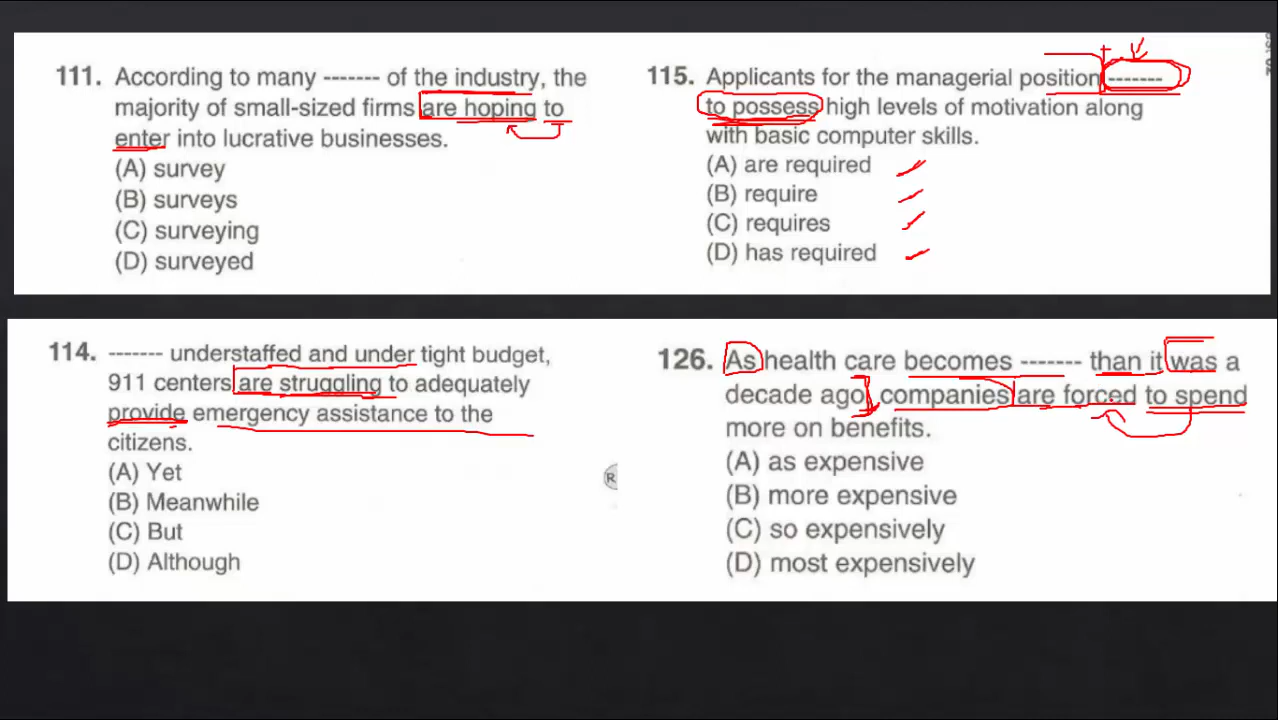 111. According to many ------- of the industry, the
majority of small-sized firms are hoping to
enter into lucrative businesses.
(A) survey
(B) surveys
(C) surveying
(D) surveyed
115. Applicants for the managerial position -------
to possess high levels of motivation along
with basic computer skills.
(A) are required
(B) require
(C) requires
(D) has required
114. ------- understaffed and under tight budget,
911 centers are struggling to adequately
provide emergency assistance to the
citizens.
(A) Yet
(B) Meanwhile
(C) But
(D) Although
126. As health care becomes ------- than it was a
decade ago, companies are forced to spend
more on benefits.
(A) as expensive
(B) more expensive
(C) so expensively
(D) most expensively